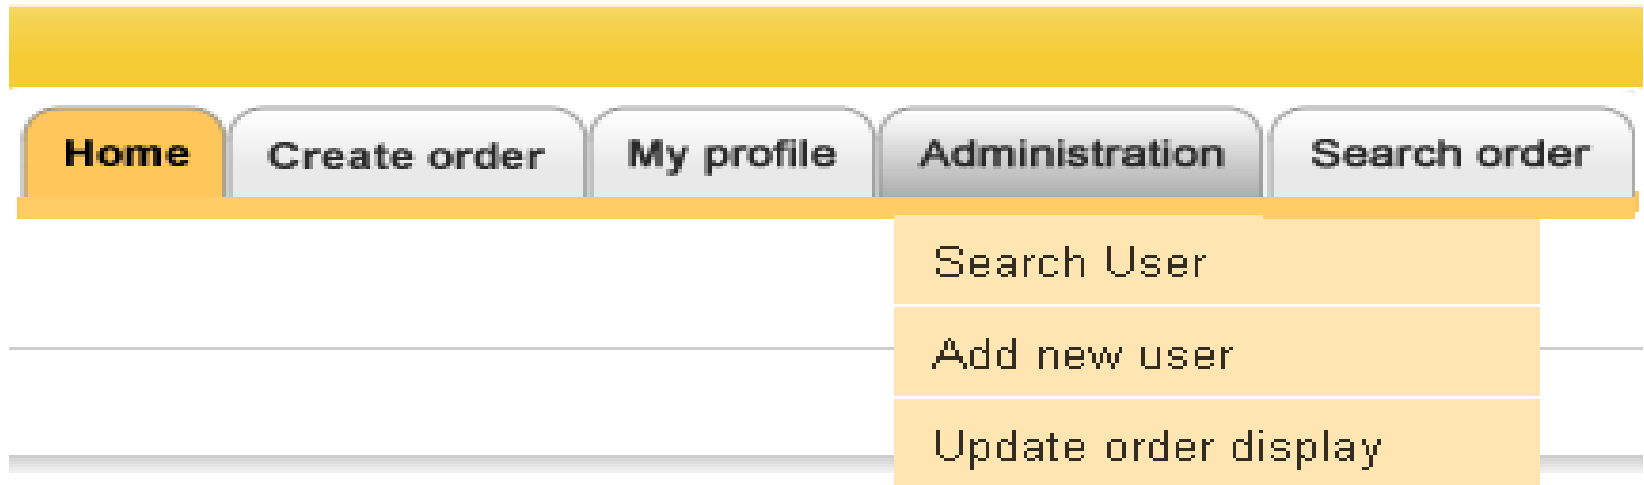 Home Create order My profile Administration Search order
Search User
Add new user
Update order display